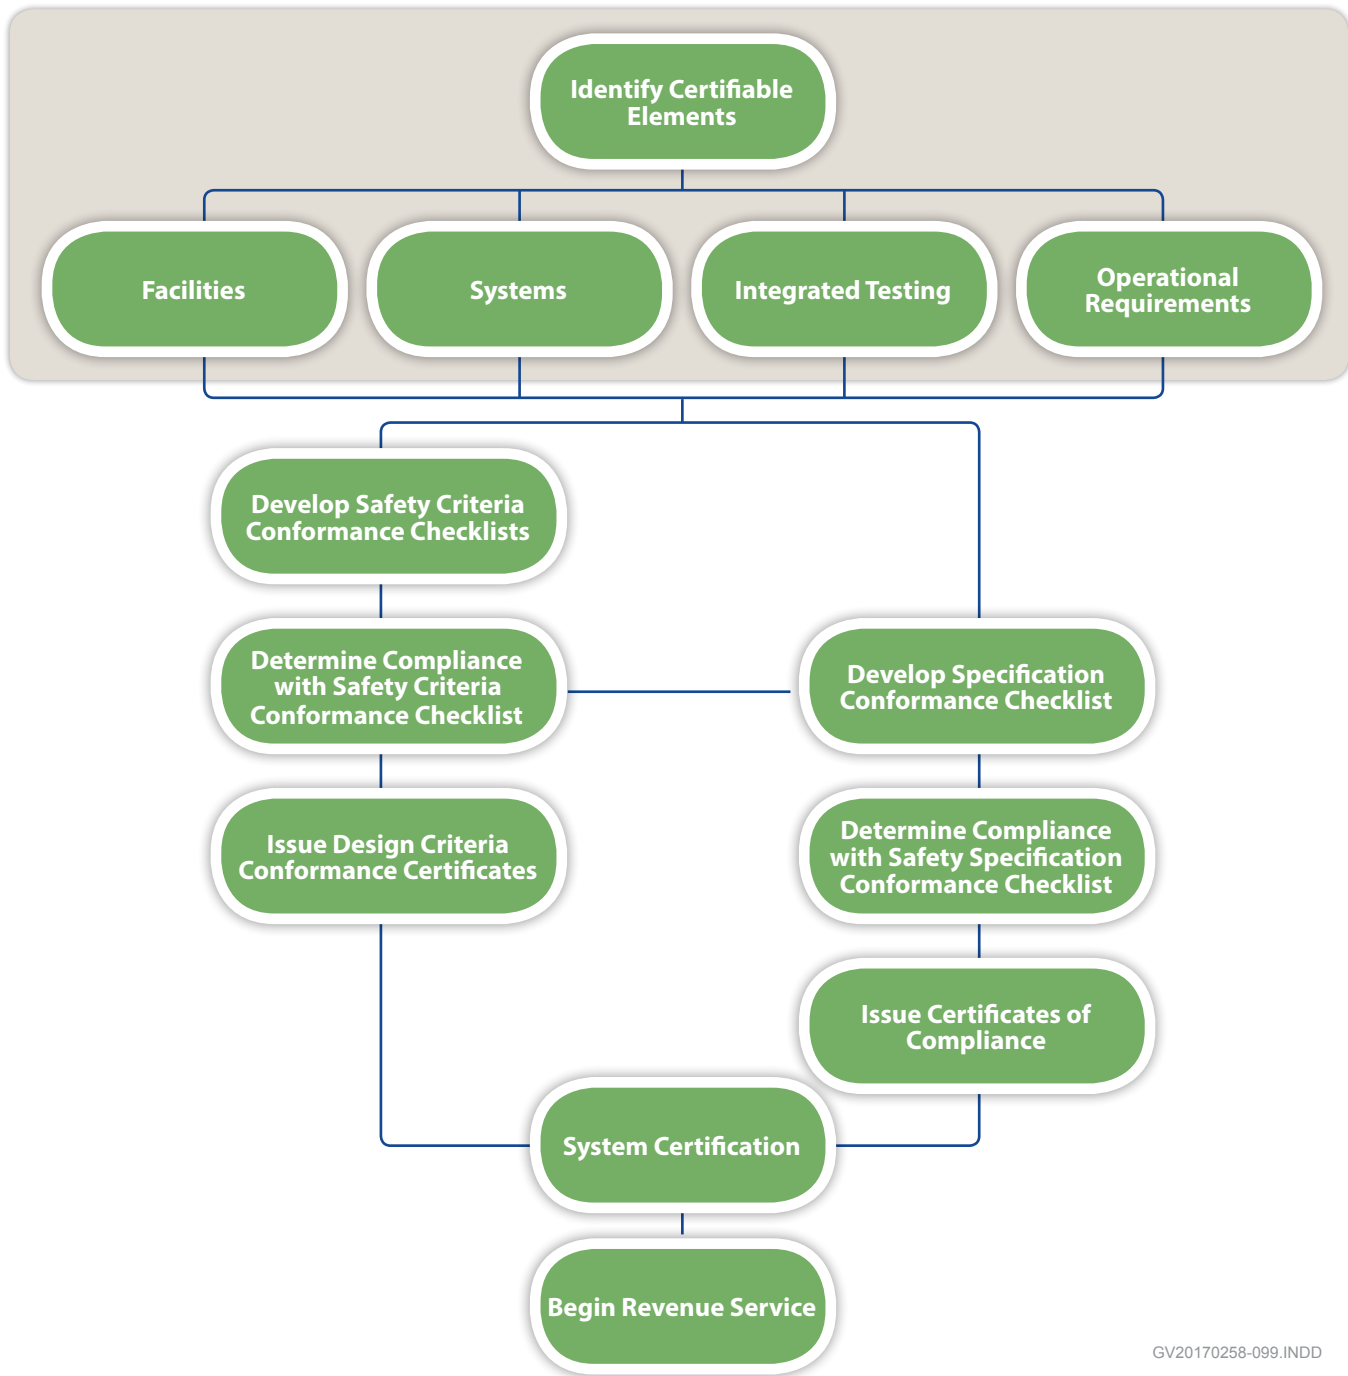 Identify Certifiable
Elements
Facilities
Systems
Integrated Testing
Operational
Requirements
Develop Safety Criteria
Conformance Checklists
Determine Compliance
with Safety Criteria
Conformance Checklist
Develop Specification
Conformance Checklist
Issue Design Criteria
Conformance Certificates
Determine Compliance
with Safety Specification
Conformance Checklist
Issue Certificates of
Compliance
System Certification
Begin Revenue Service
GV20170258-099.INDD